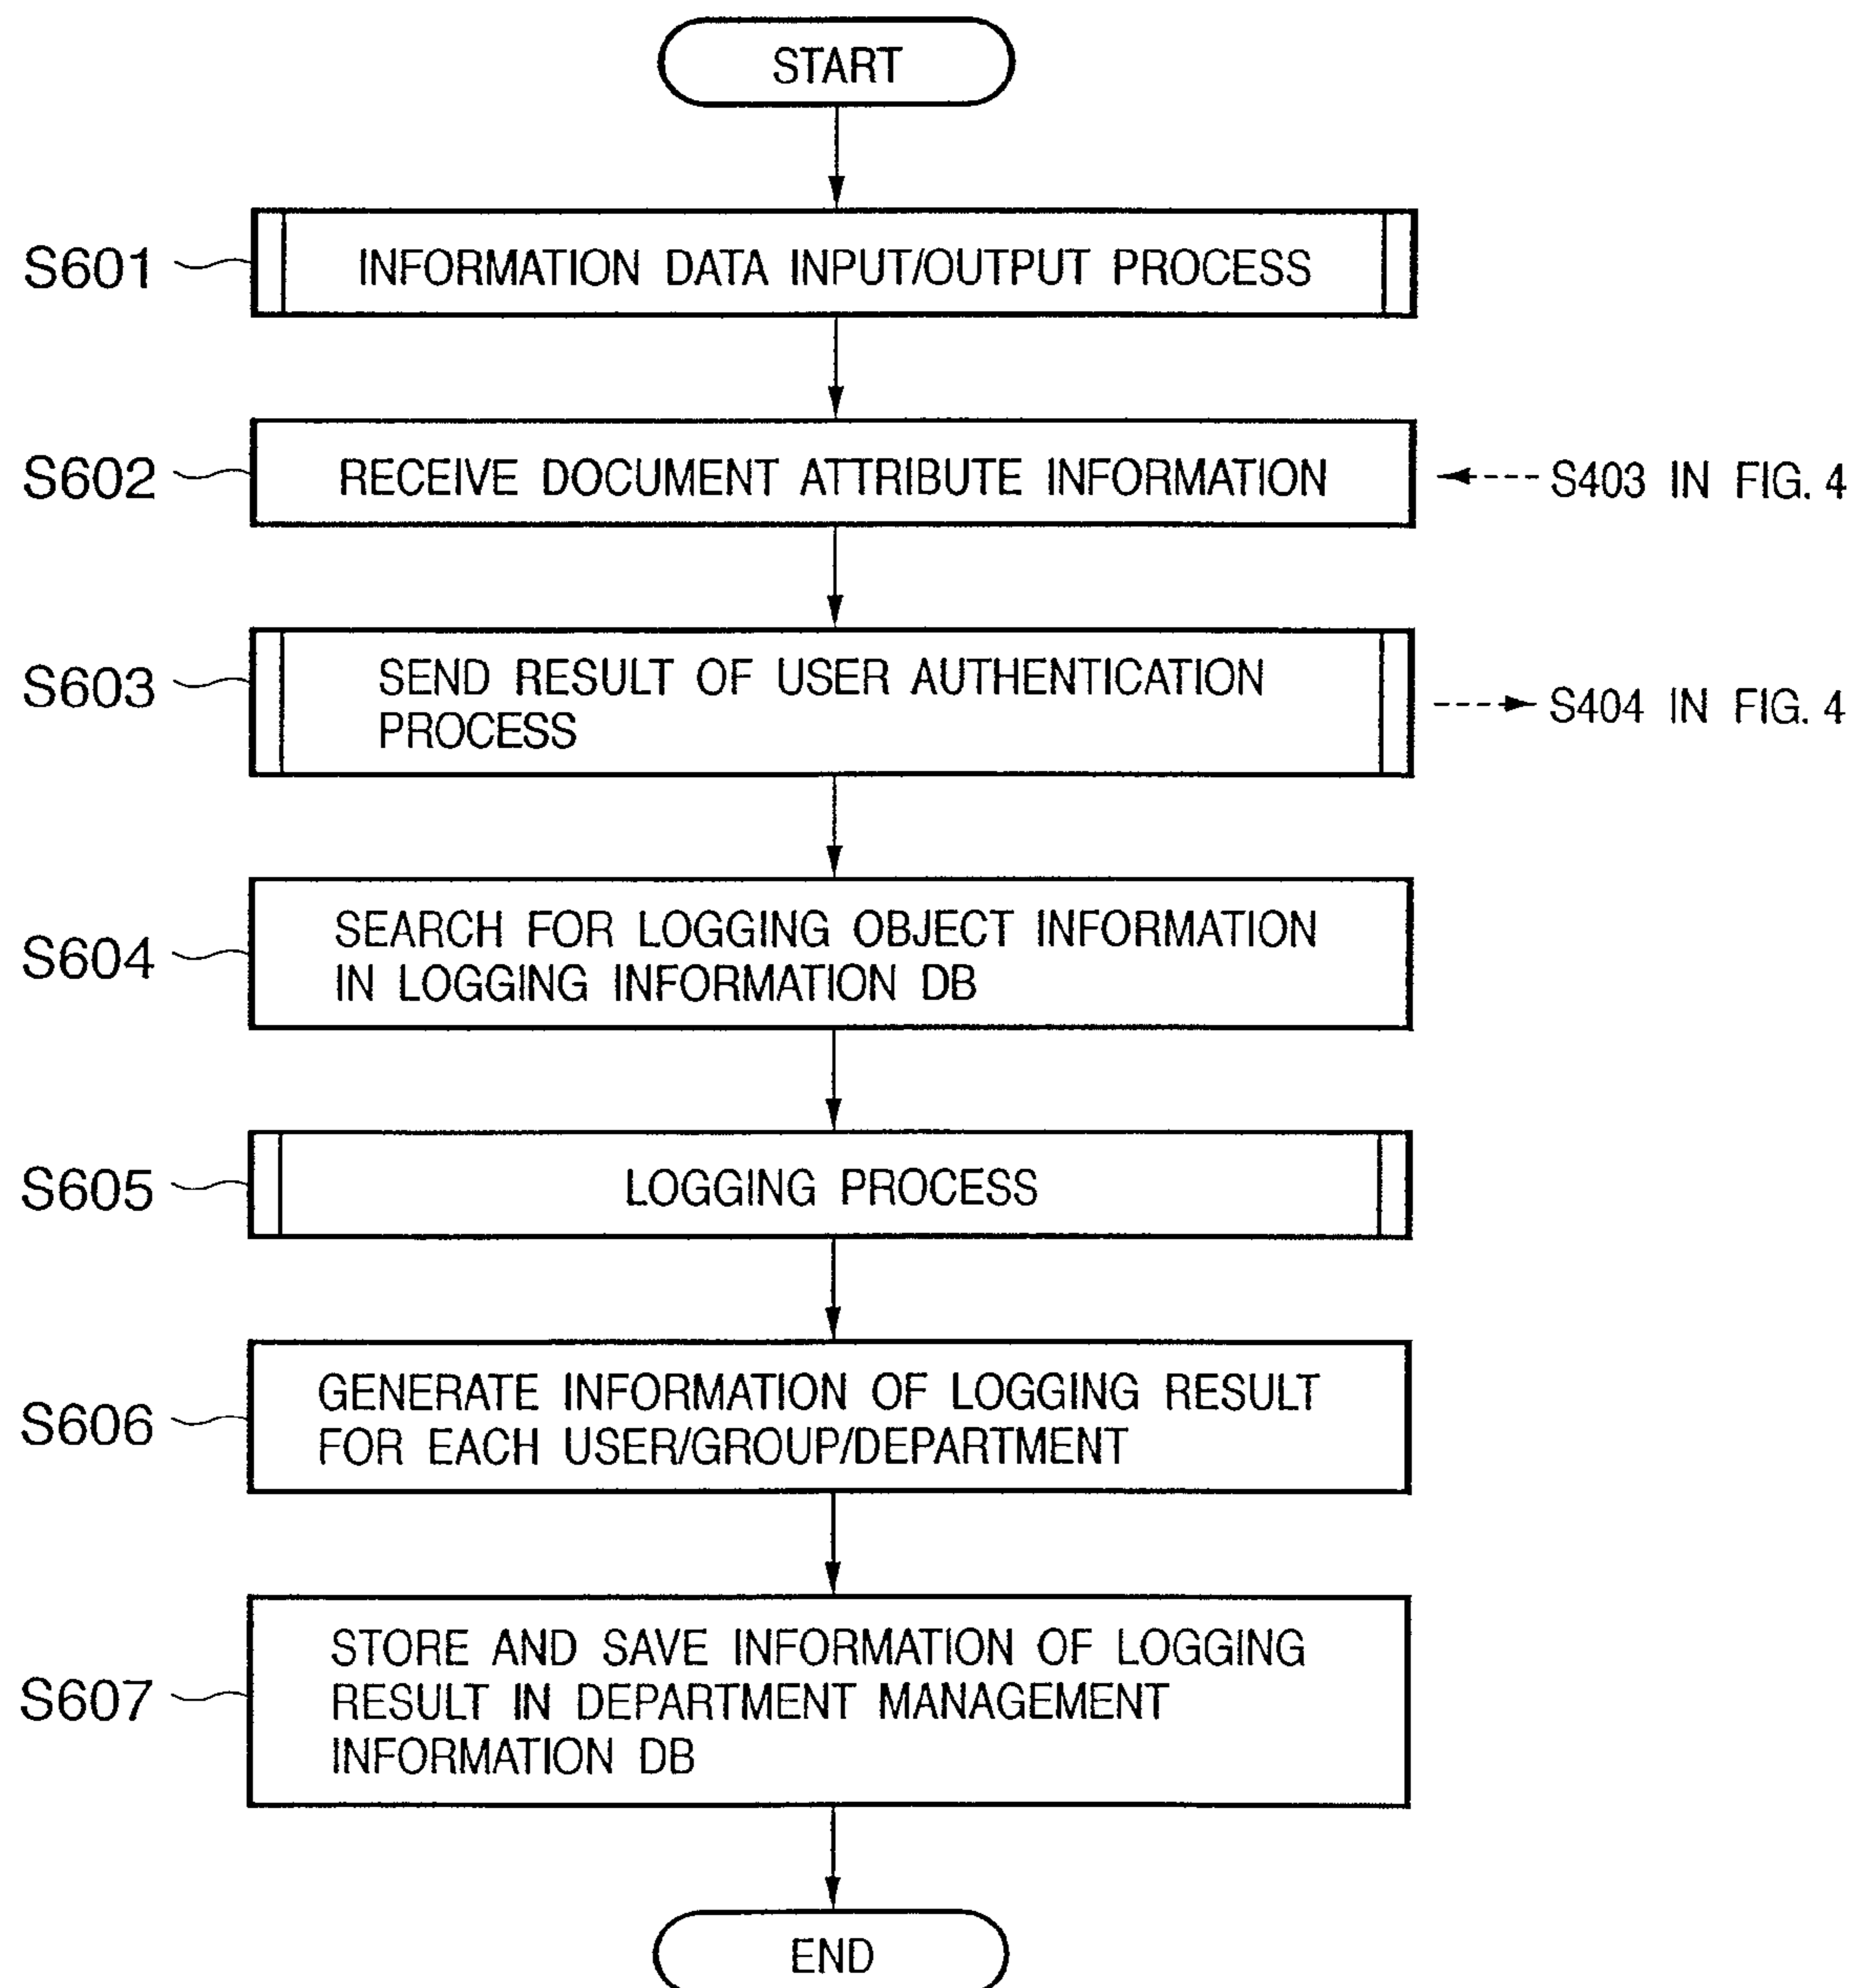 START
S601
INFORMATION DATA INPUT/OUTPUT PROCESS
S602
RECEIVE DOCUMENT ATTRIBUTE INFORMATION
S403 IN FIG. 4
S603
SEND RESULT OF USER AUTHENTICATION
PROCESS
S404 IN FIG. 4
S604
SEARCH FOR LOGGING OBJECT INFORMATION
IN LOGGING INFORMATION DB
S605
LOGGING PROCESS
S606
GENERATE INFORMATION OF LOGGING RESULT
FOR EACH USER/GROUP/DEPARTMENT
S607
STORE AND SAVE INFORMATION OF LOGGING
RESULT IN DEPARTMENT MANAGEMENT
INFORMATION DB
END